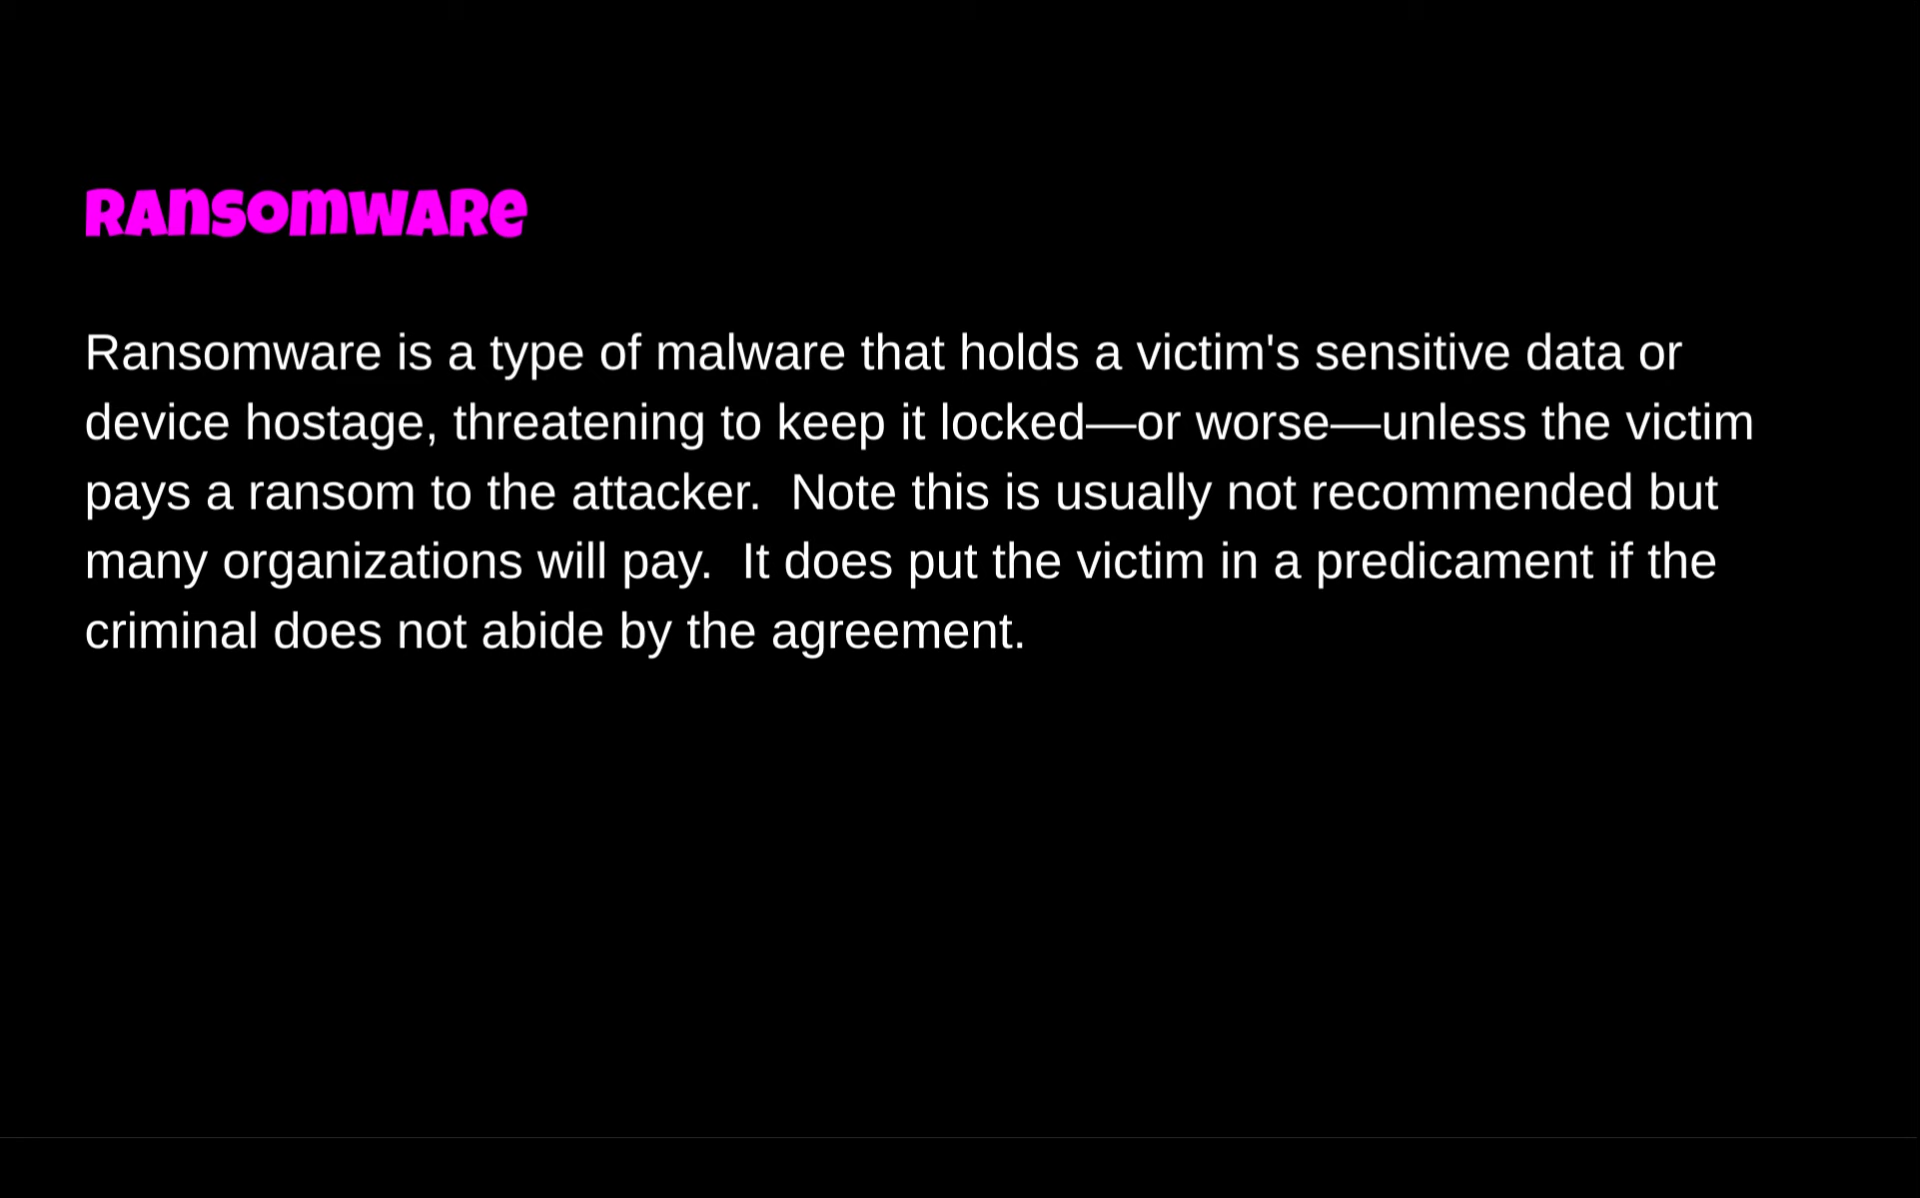 Ransomware
Ransomware is a type of malware that holds a victim's sensitive data or
device hostage, threatening to keep it locked—or worse—unless the victim
pays a ransom to the attacker.  Note this is usually not recommended but
many organizations will pay.  It does put the victim in a predicament if the
criminal does not abide by the agreement.